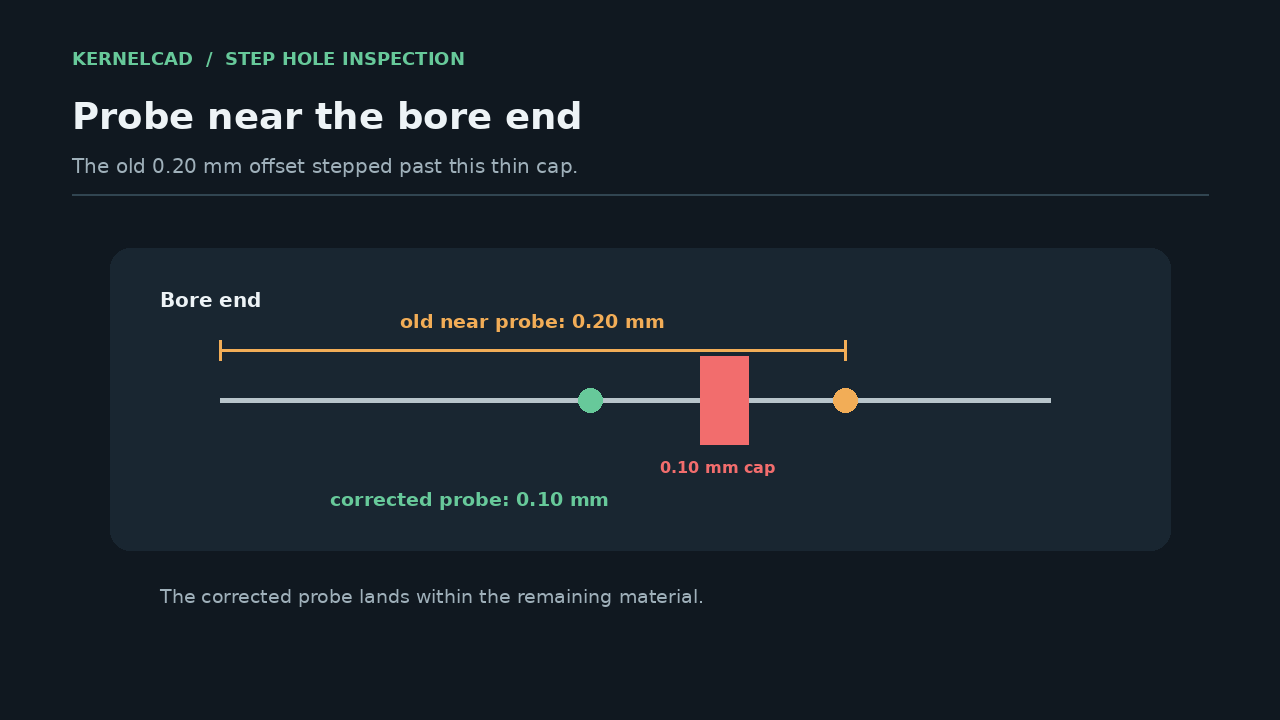 KERNELCAD / STEP HOLE INSPECTION
Probe near the bore end
The old 0.20 mm offset stepped past this thin cap.
Bore end
old near probe: 0.20 mm
0.10 mm cap
corrected probe: 0.10 mm
The corrected probe lands within the remaining material.